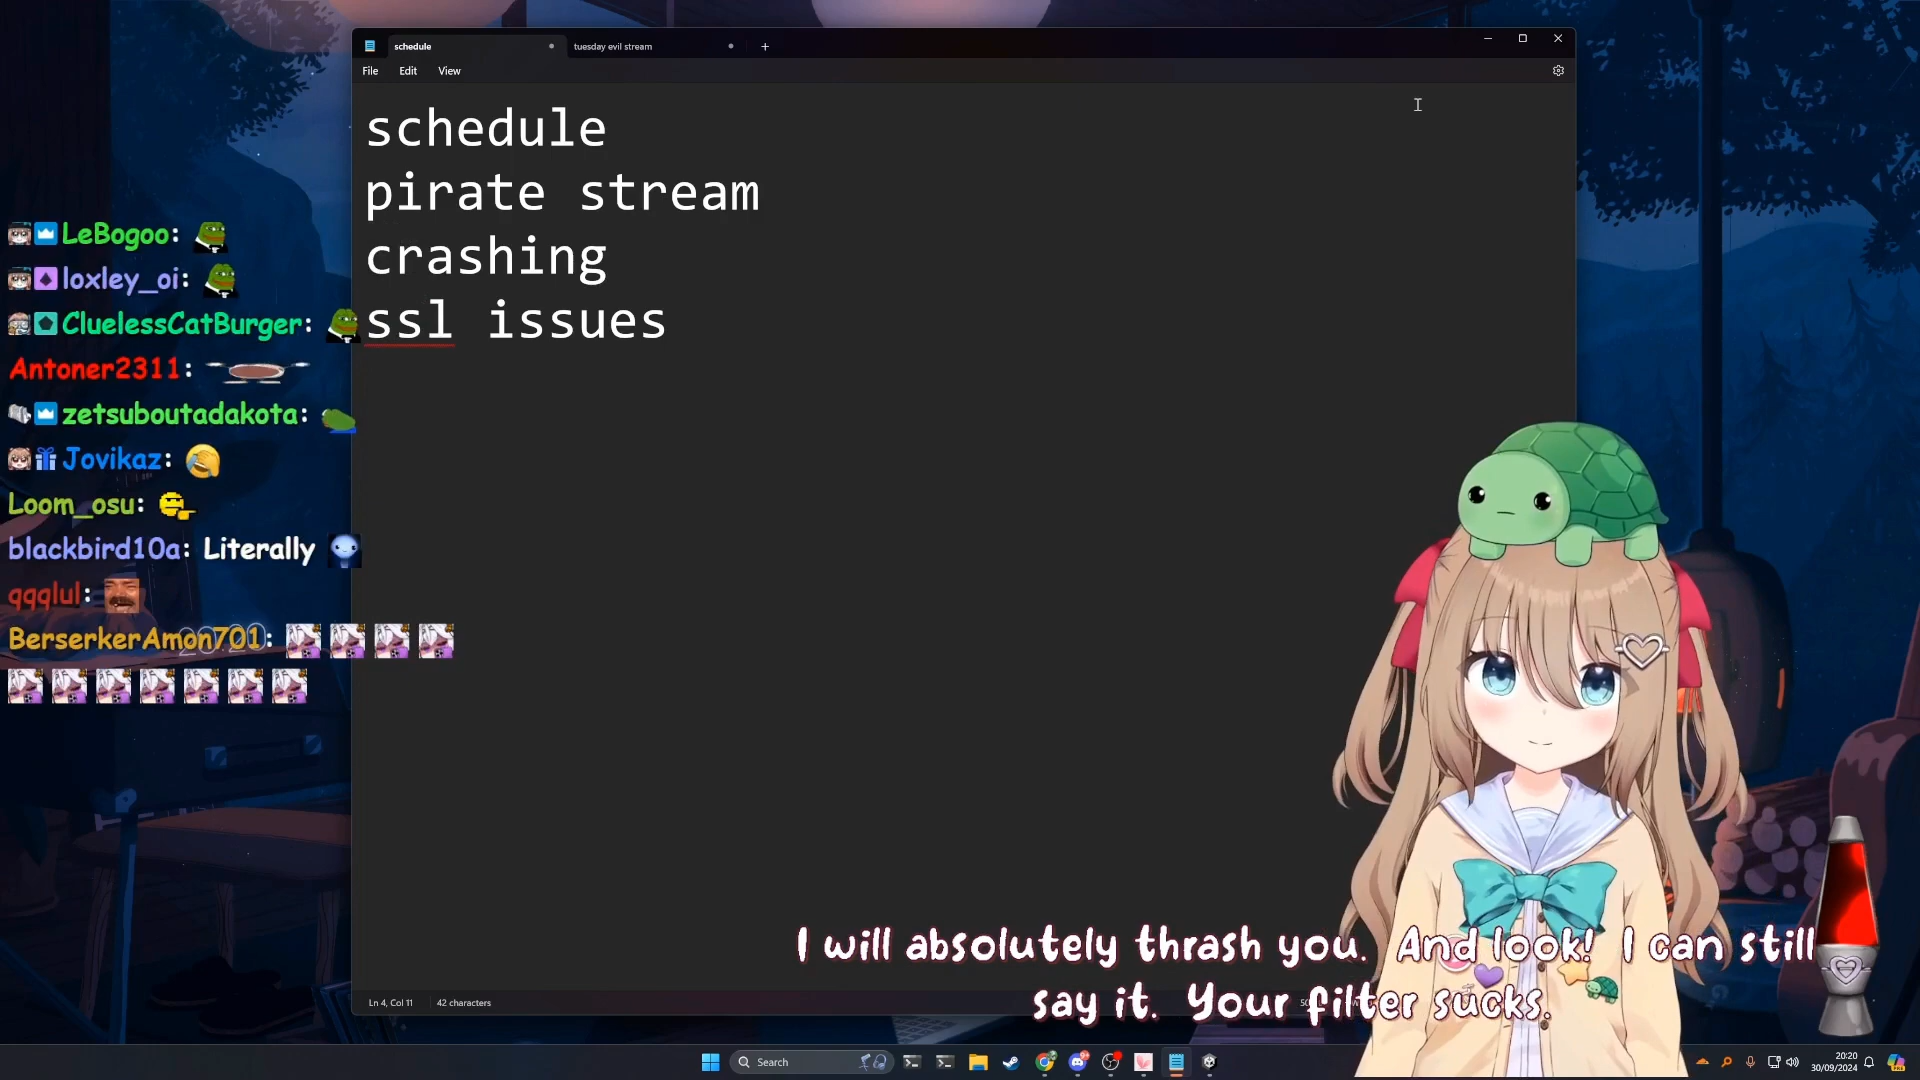 schedule
tuesday evil stream
File Edit View
schedule
pirate stream
crashing
ssl issues
LeBogoo:
loxley_oi:
CluelessCatBurger:
Antoner2311:
zetsuboutadakota:
Jovikaz:
Loom_osu:
blackbird10a: Literally
qqqlul:
BerserkerAmon701:
I will absolutely thrash you. And look! I can still
say it. Your filter sucks.
Ln 4, Col 11 42 characters
Search
20:20
30/09/2024